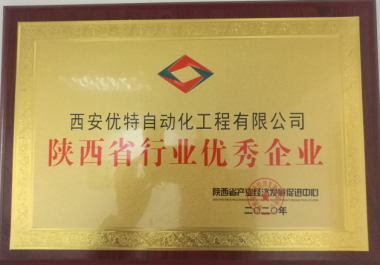 西安优特自动化工程有限公司
陕西省行业优秀企业
陕西省产业经济发展促进中心
二〇二〇年